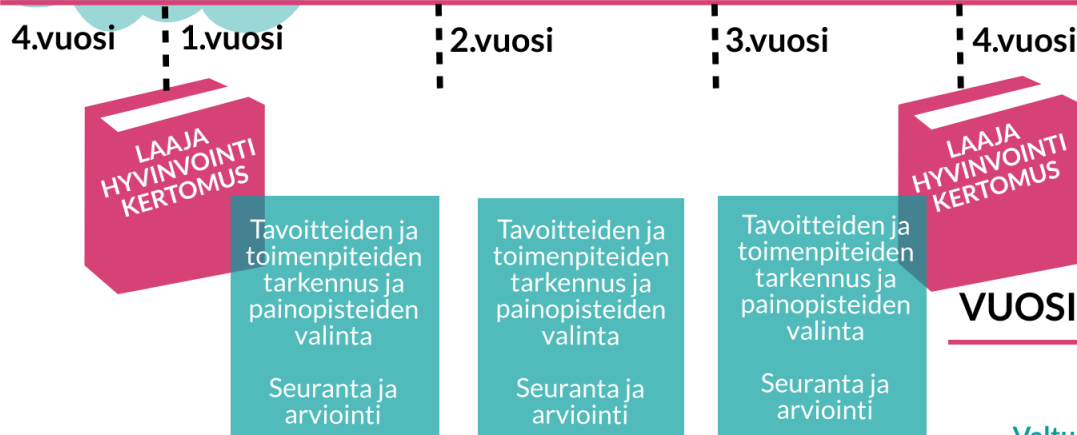 4.vuosi
1.vuosi
2.vuosi
3.vuosi
4.vuosi
LAAJA
HYVINVOINTI
KERTOMUS
LAAJA
HYVINVOINTI
KERTOMUS
Tavoitteiden ja
toimenpiteiden
tarkennus ja
painopisteiden
valinta
Seuranta ja
arviointi
Tavoitteiden ja
toimenpiteiden
tarkennus ja
painopisteiden
valinta
Seuranta ja
arviointi
Tavoitteiden ja
toimenpiteiden
tarkennus ja
painopisteiden
valinta
Seuranta ja
arviointi
VUOSI